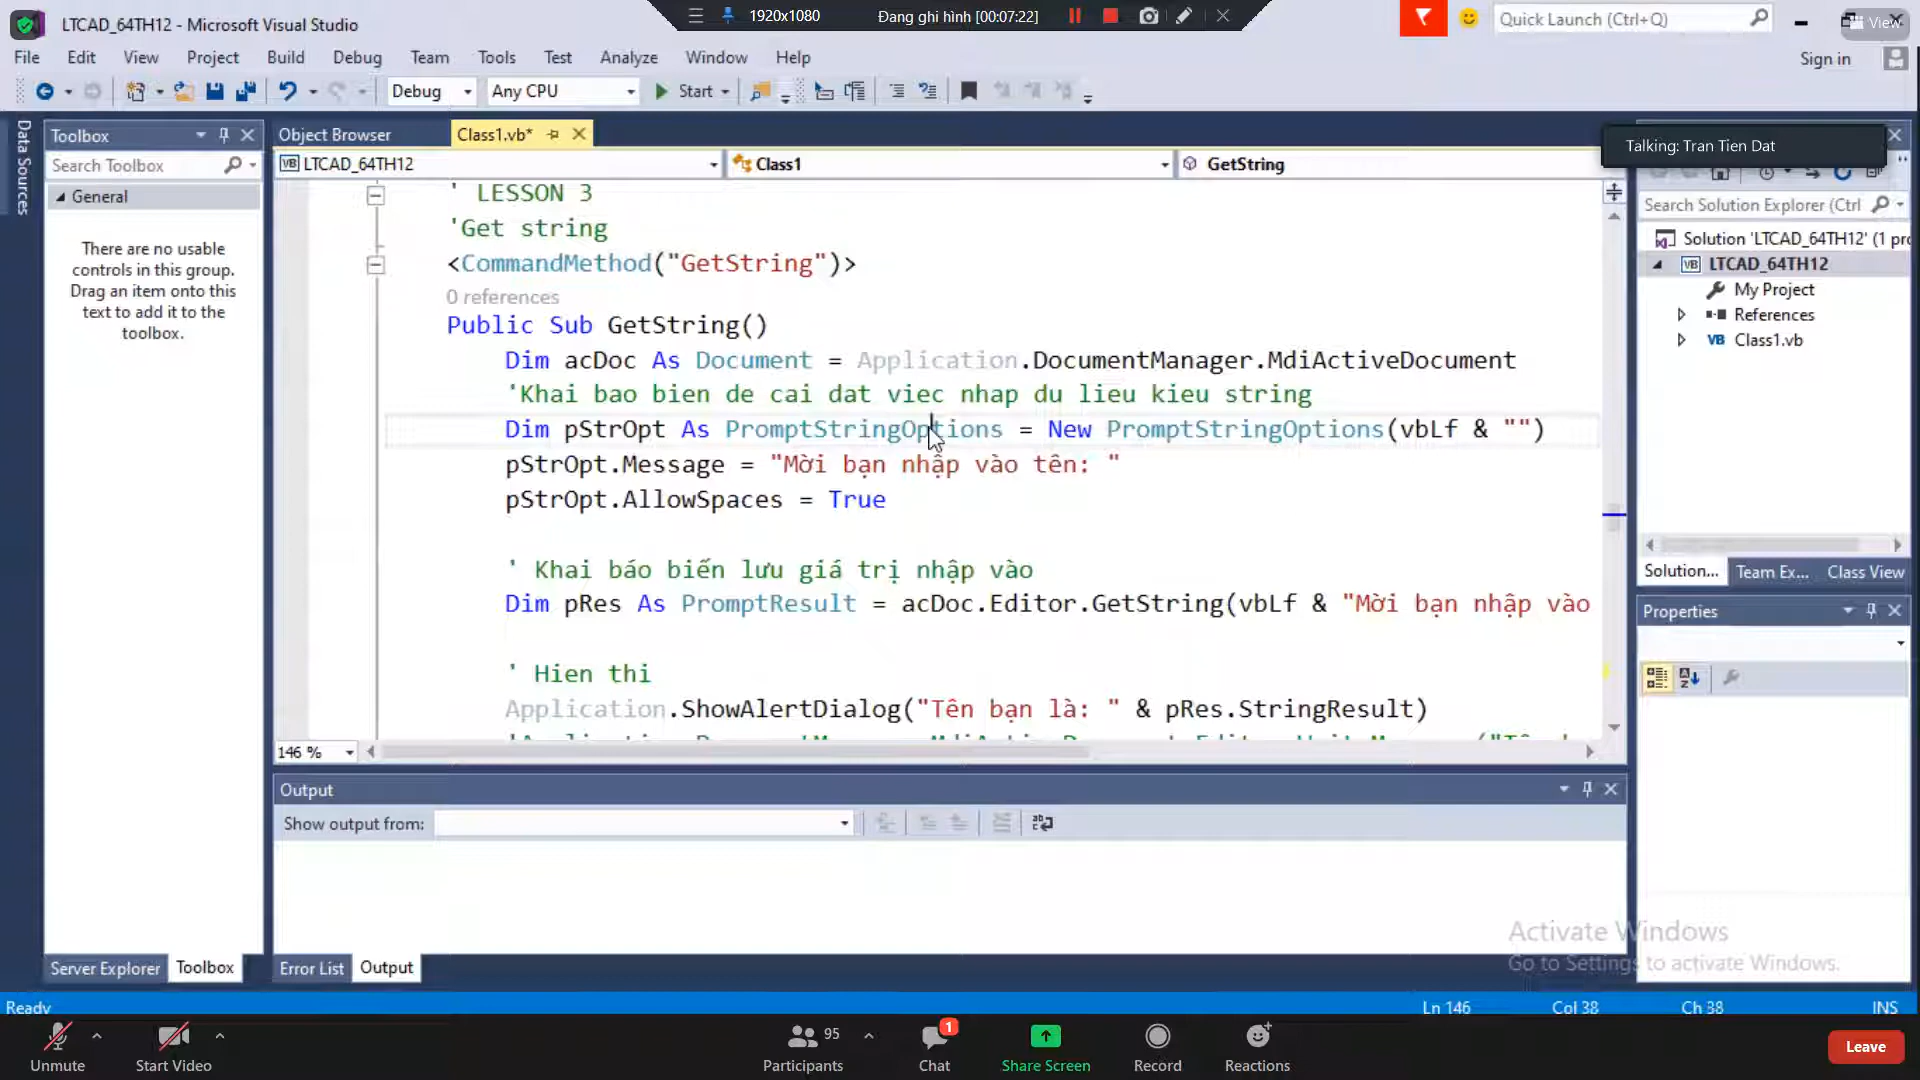 LTCAD_64TH12 - Microsoft Visual Studio
1920x1080
Đang ghi hình [00:07:22]
Quick Launch (Ctrl+Q)
View
File Edit View Project Build Debug Team Tools Test Analyze Window Help
Sign in
Debug
Any CPU
Start
Data Sources
Toolbox
Search Toolbox
General
There are no usable
controls in this group.
Drag an item onto this
text to add it to the
toolbox.
Object Browser
Class1.vb*
LTCAD_64TH12
Class1
GetString
' LESSON 3
'Get string
<CommandMethod("GetString")>
0 references
Public Sub GetString()
Dim acDoc As Document = Application.DocumentManager.MdiActiveDocument
'Khai bao bien de cai dat viec nhap du lieu kieu string
Dim pStrOpt As PromptStringOptions = New PromptStringOptions(vbLf & "")
pStrOpt.Message = "Mời bạn nhập vào tên: "
pStrOpt.AllowSpaces = True
' Khai báo biến lưu giá trị nhập vào
Dim pRes As PromptResult = acDoc.Editor.GetString(vbLf & "Mời bạn nhập vào
' Hien thi
Application.ShowAlertDialog("Tên bạn là: " & pRes.StringResult)
146 %
Talking: Tran Tien Dat
Search Solution Explorer (Ctrl
Solution 'LTCAD_64TH12' (1 pro
LTCAD_64TH12
My Project
References
Class1.vb
Solution... Team Ex... Class View
Properties
Output
Show output from:
Server Explorer Toolbox
Error List Output
Activate Windows
Go to Settings to activate Windows.
Ready
Ln 146 Col 38 Ch 38 INS
Unmute
Start Video
95
Participants
1
Chat
Share Screen
Record
Reactions
Leave